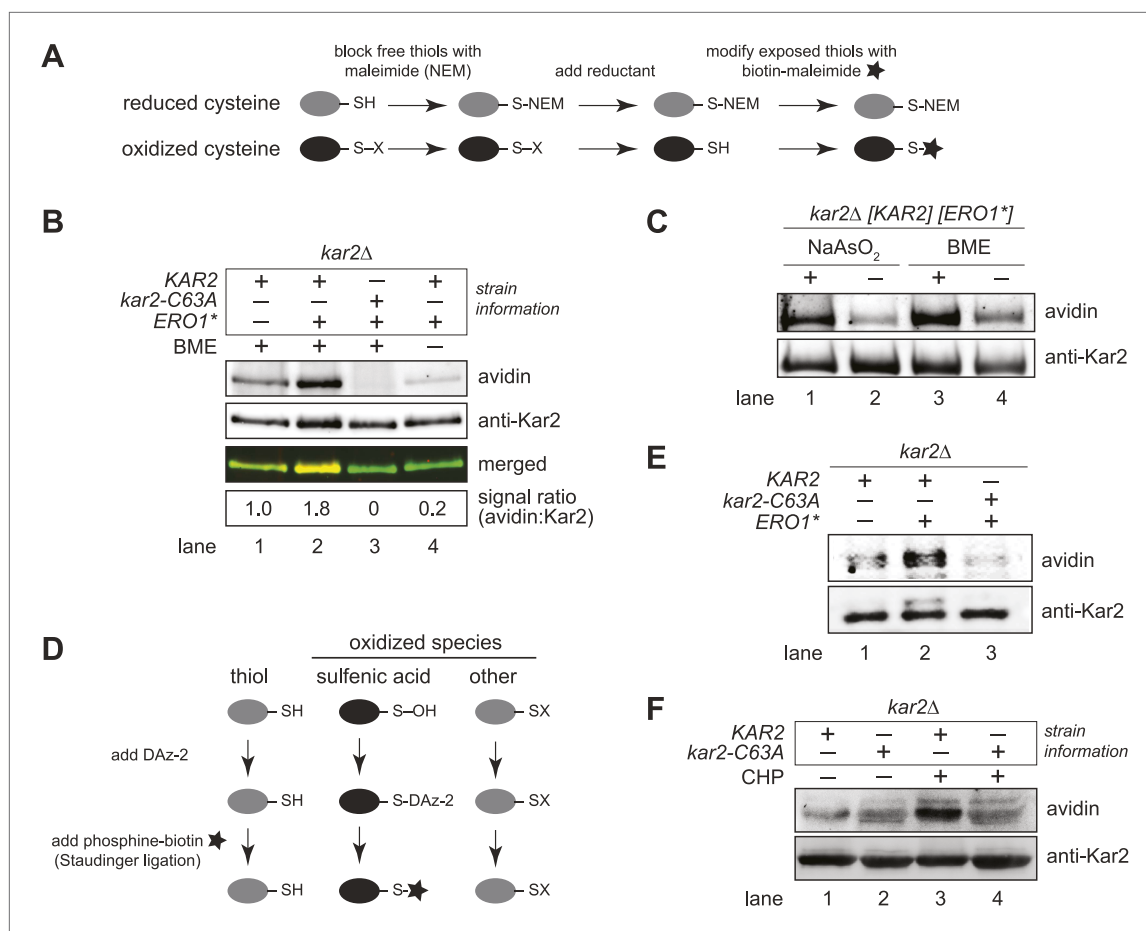 A
block free thiols with
maleimide (NEM)
add reductant
modify exposed thiols with
biotin-maleimide
reduced cysteine
SH
S-NEM
S-NEM
S-NEM
oxidized cysteine
S–X
S–X
SH
S-
B
kar2Δ
KAR2 + + – +
kar2-C63A – – + –
ERO1* – + + +
strain
information
BME + + + –
avidin
anti-Kar2
merged
1.0 1.8 0 0.2
signal ratio
(avidin:Kar2)
lane 1 2 3 4
C
kar2Δ [KAR2] [ERO1*]
NaAsO2 BME
+ – + –
avidin
anti-Kar2
lane 1 2 3 4
D
oxidized species
thiol sulfenic acid other
SH S–OH SX
add DAz-2
SH S-DAz-2 SX
add phosphine-biotin
(Staudinger ligation)
SH S- SX
E
kar2Δ
KAR2 + + –
kar2-C63A – – +
ERO1* – + +
avidin
anti-Kar2
lane 1 2 3
F
kar2Δ
KAR2 + – + –
kar2-C63A – + – +
strain
information
CHP – – + +
avidin
anti-Kar2
lane 1 2 3 4